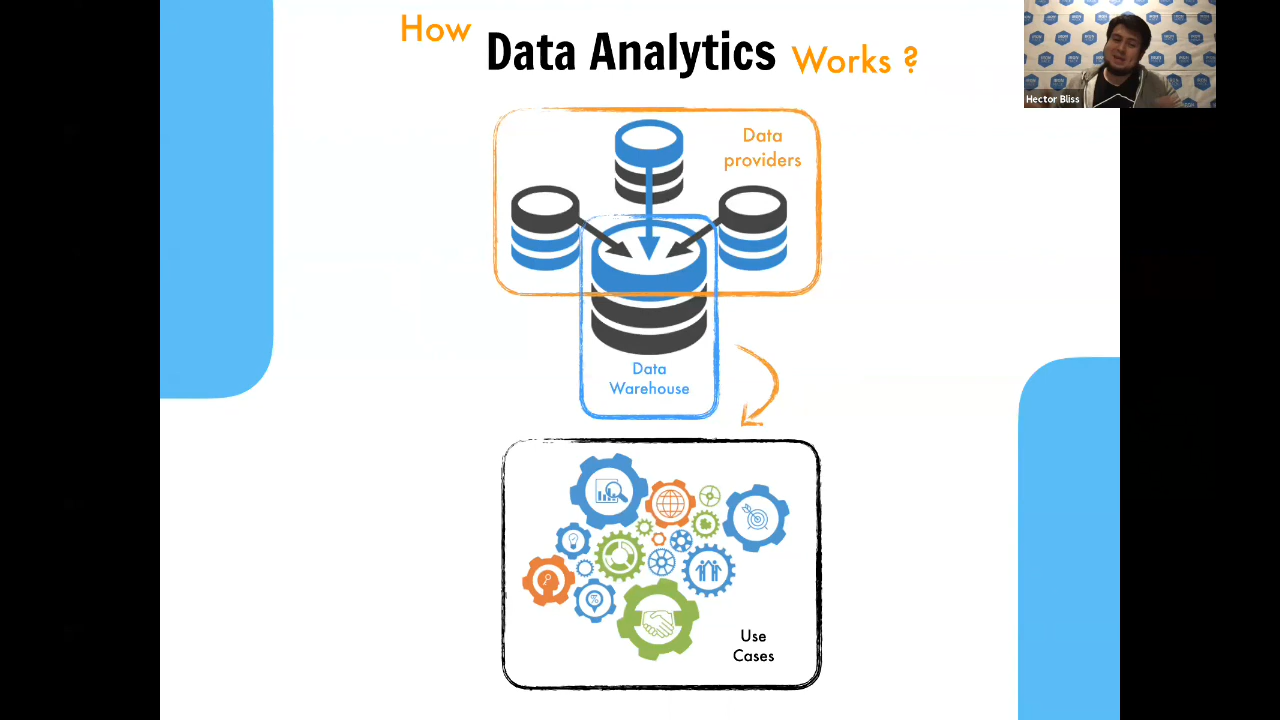 How Data Analytics Works ?
Hector Bliss
Data
providers
Data
Warehouse
Use
Cases